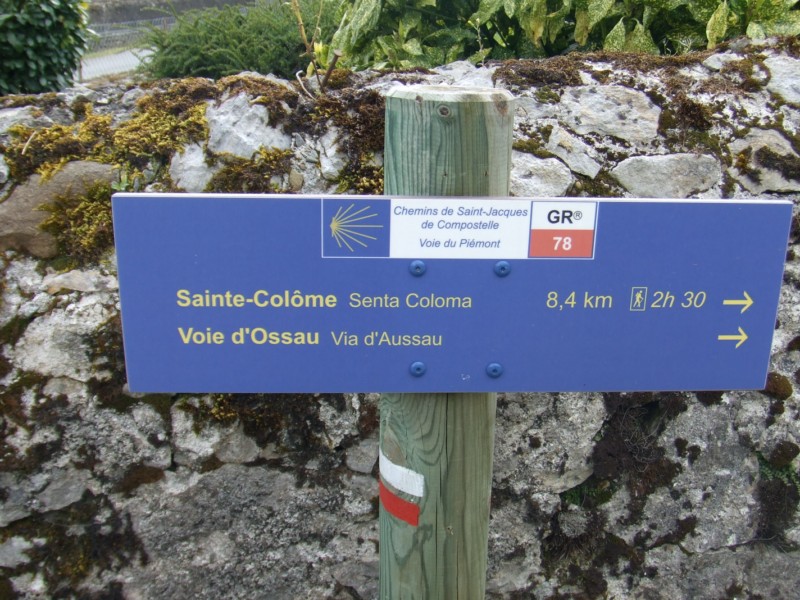 Chemins de Saint-Jacques
de Compostelle
Voie du Piémont
GR®
78
Sainte-Colôme Senta Coloma 8,4 km 2h 30 →
Voie d'Ossau Via d'Aussau →